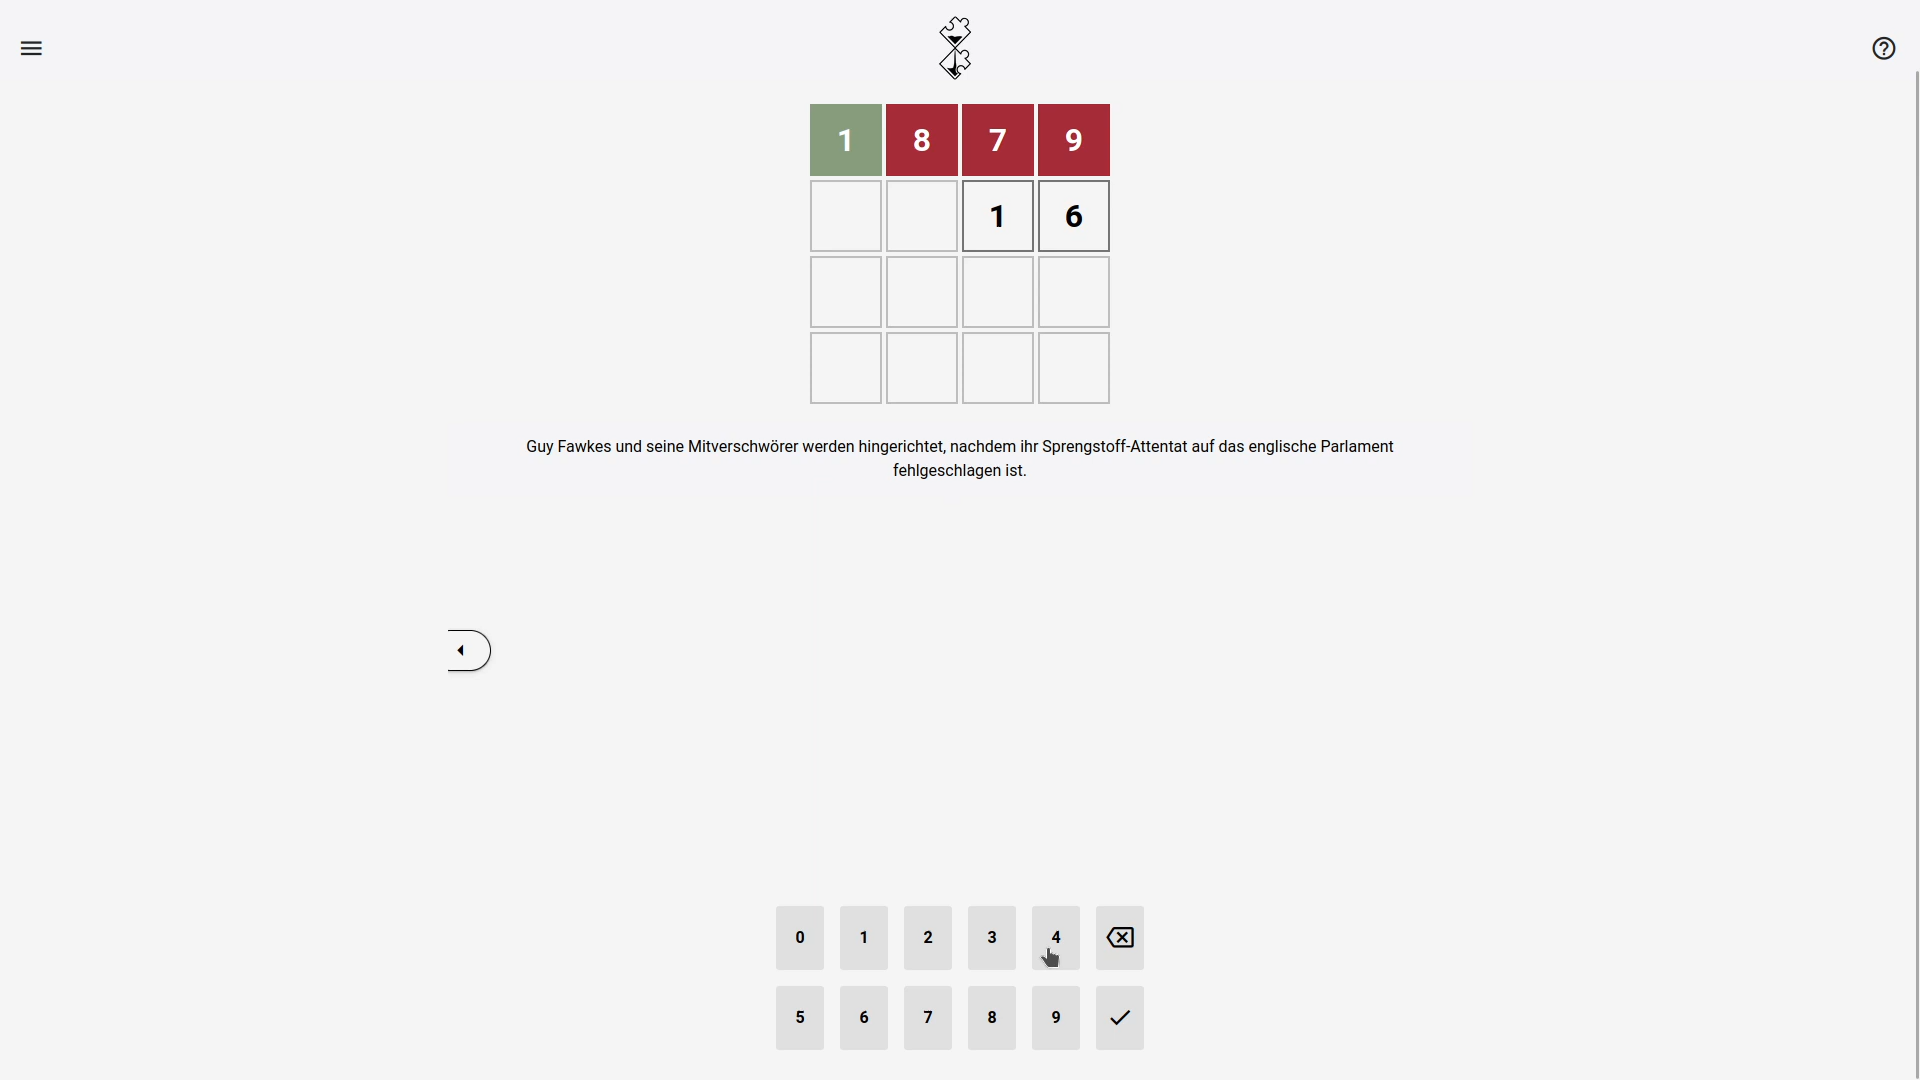 1 8 7 9
1 6
Guy Fawkes und seine Mitverschwörer werden hingerichtet, nachdem ihr Sprengstoff-Attentat auf das englische Parlament
fehlgeschlagen ist.
0 1 2 3 4
5 6 7 8 9